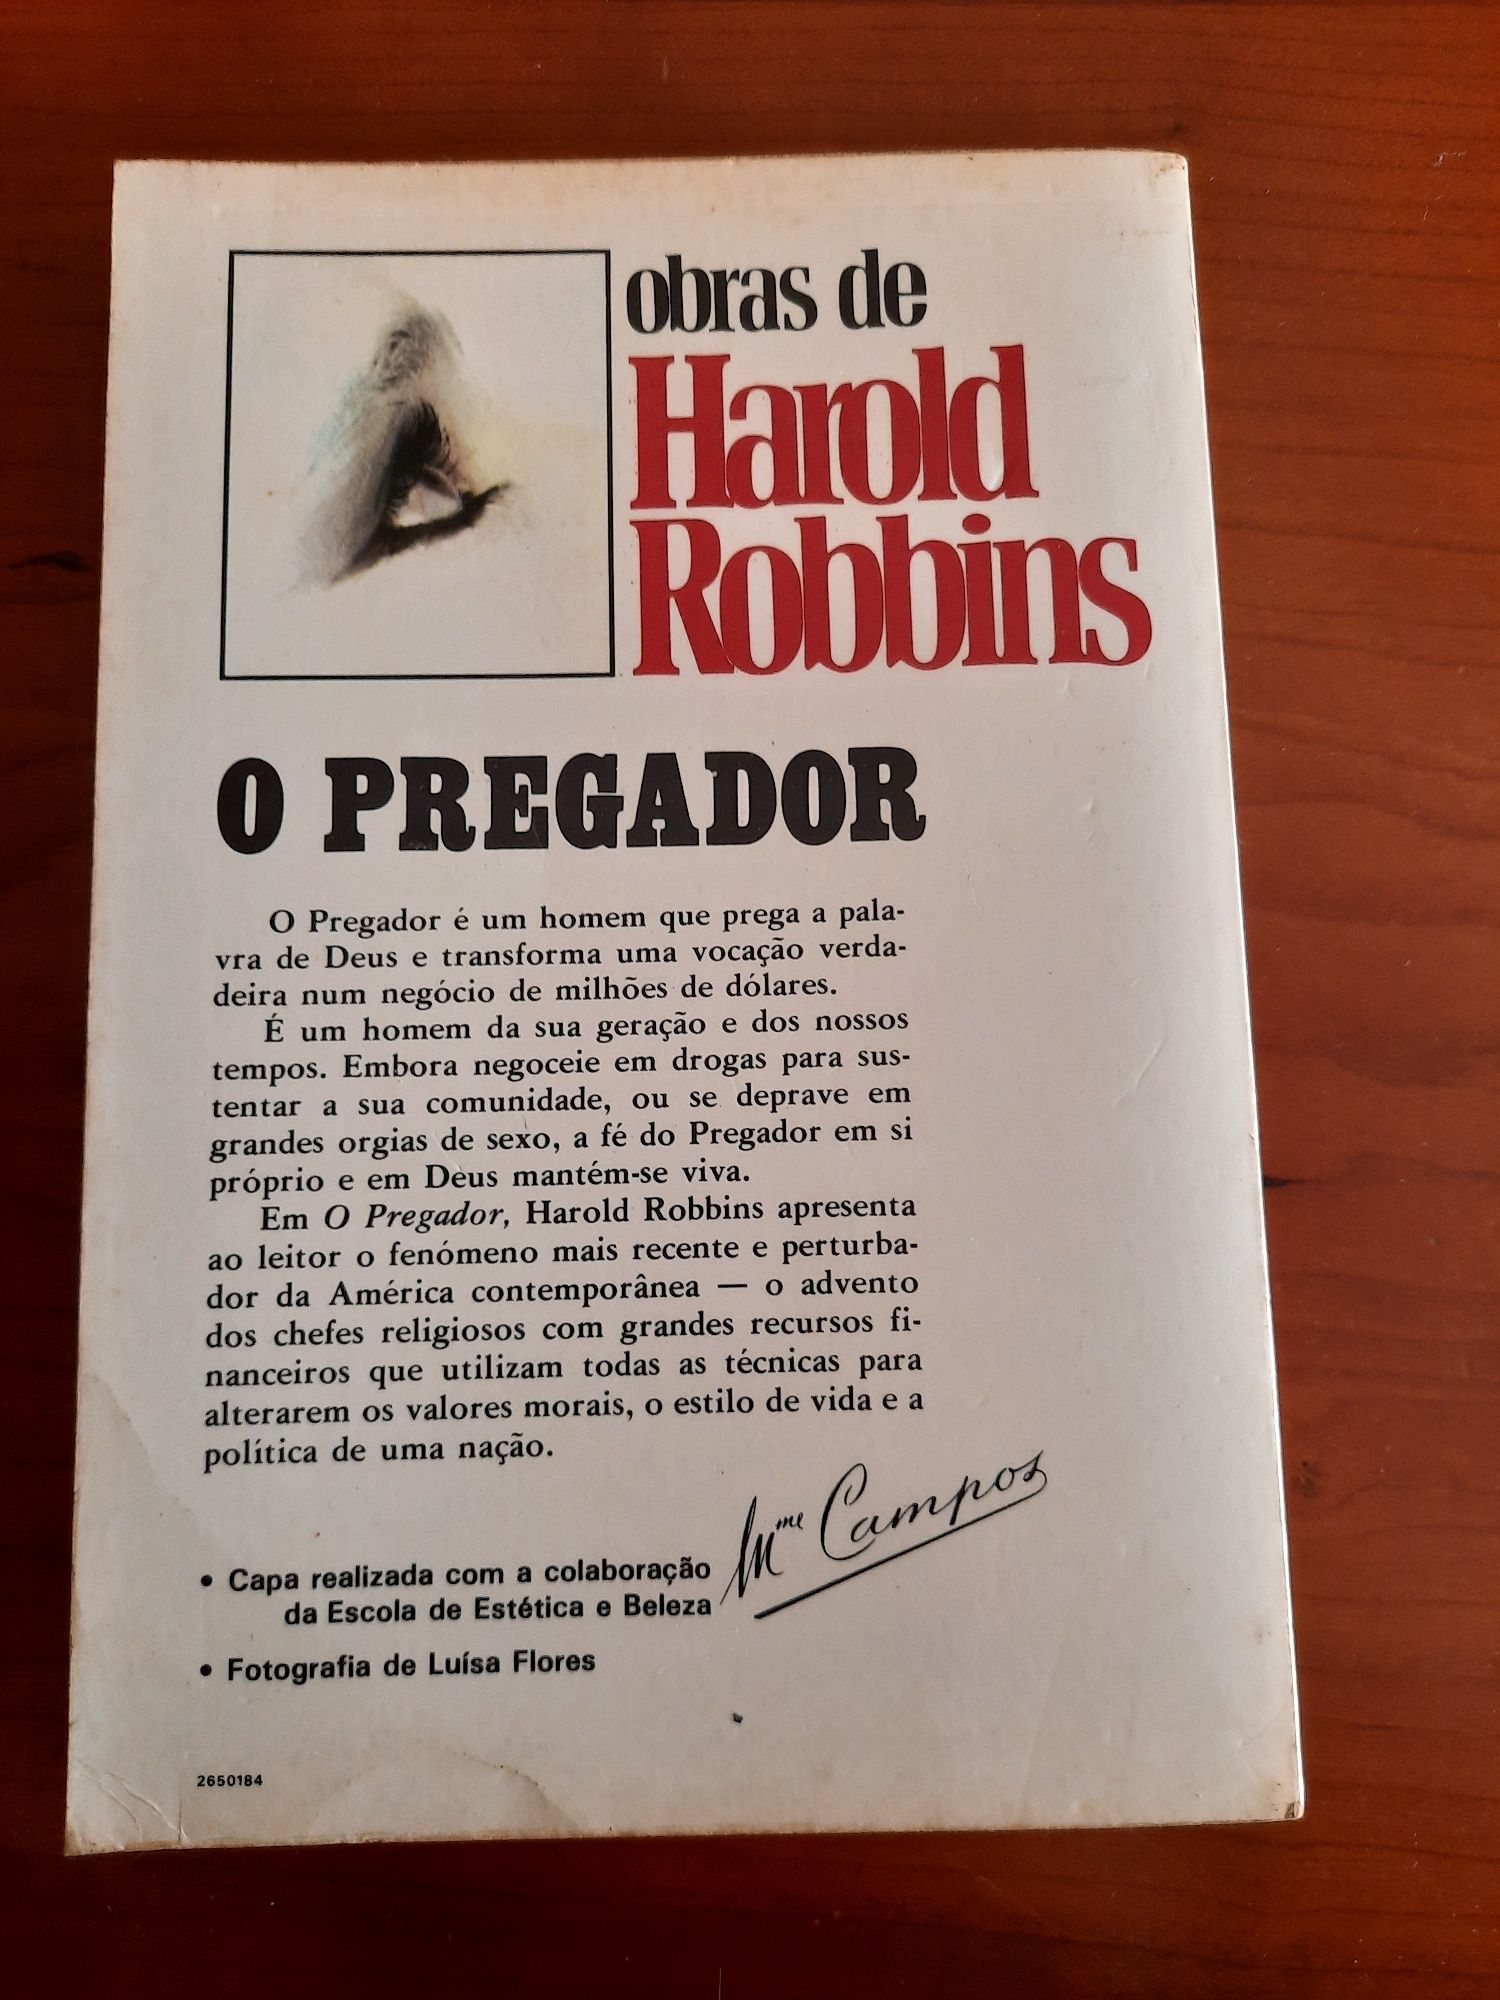 obras de
Harold
Robbins
O PREGADOR
O Pregador é um homem que prega a pala-
vra de Deus e transforma uma vocação verda-
deira num negócio de milhões de dólares.
É um homem da sua geração e dos nossos
tempos. Embora negoceie em drogas para sus-
tentar a sua comunidade, ou se deprave em
grandes orgias de sexo, a fé do Pregador em si
próprio e em Deus mantém-se viva.
Em O Pregador, Harold Robbins apresenta
ao leitor o fenómeno mais recente e perturba-
dor da América contemporânea — o advento
dos chefes religiosos com grandes recursos fi-
nanceiros que utilizam todas as técnicas para
alterarem os valores morais, o estilo de vida e a
política de uma nação.
• Capa realizada com a colaboração
da Escola de Estética e Beleza
Mme Campos
• Fotografia de Luísa Flores
2650184